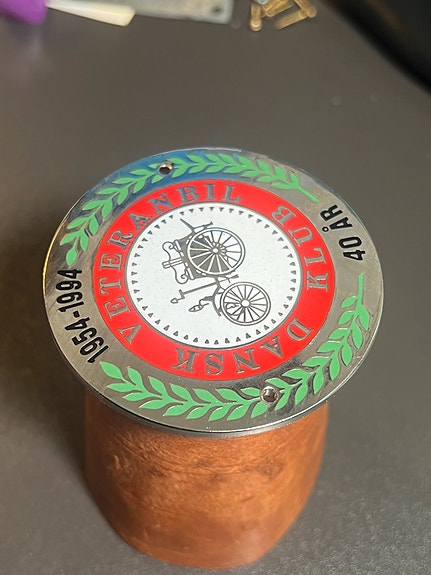 DANSK VETERANBIL KLUB
1954-1994
40 ÅR